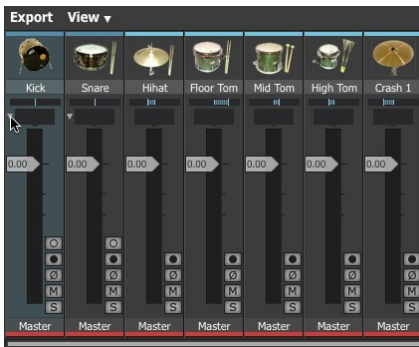 Export View ▼
Kick Snare Hihat Floor Tom Mid Tom High Tom Crash 1
0.00 0.00 0.00 0.00 0.00 0.00 0.00
Ø Ø Ø Ø Ø Ø Ø
M M M M M M M
S S S S S S S
Master Master Master Master Master Master Master